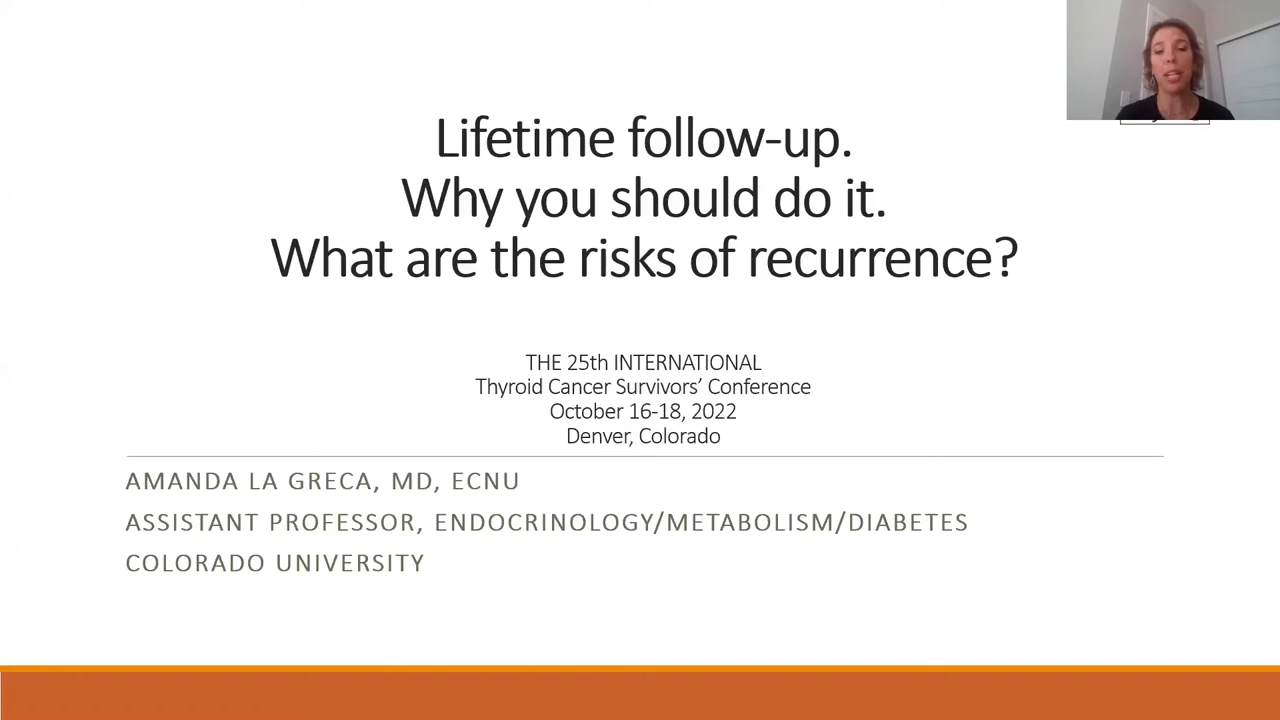 Lifetime follow-up.
Why you should do it.
What are the risks of recurrence?
THE 25th INTERNATIONAL
Thyroid Cancer Survivors’ Conference
October 16-18, 2022
Denver, Colorado
AMANDA LA GRECA, MD, ECNU
ASSISTANT PROFESSOR, ENDOCRINOLOGY/METABOLISM/DIABETES
COLORADO UNIVERSITY